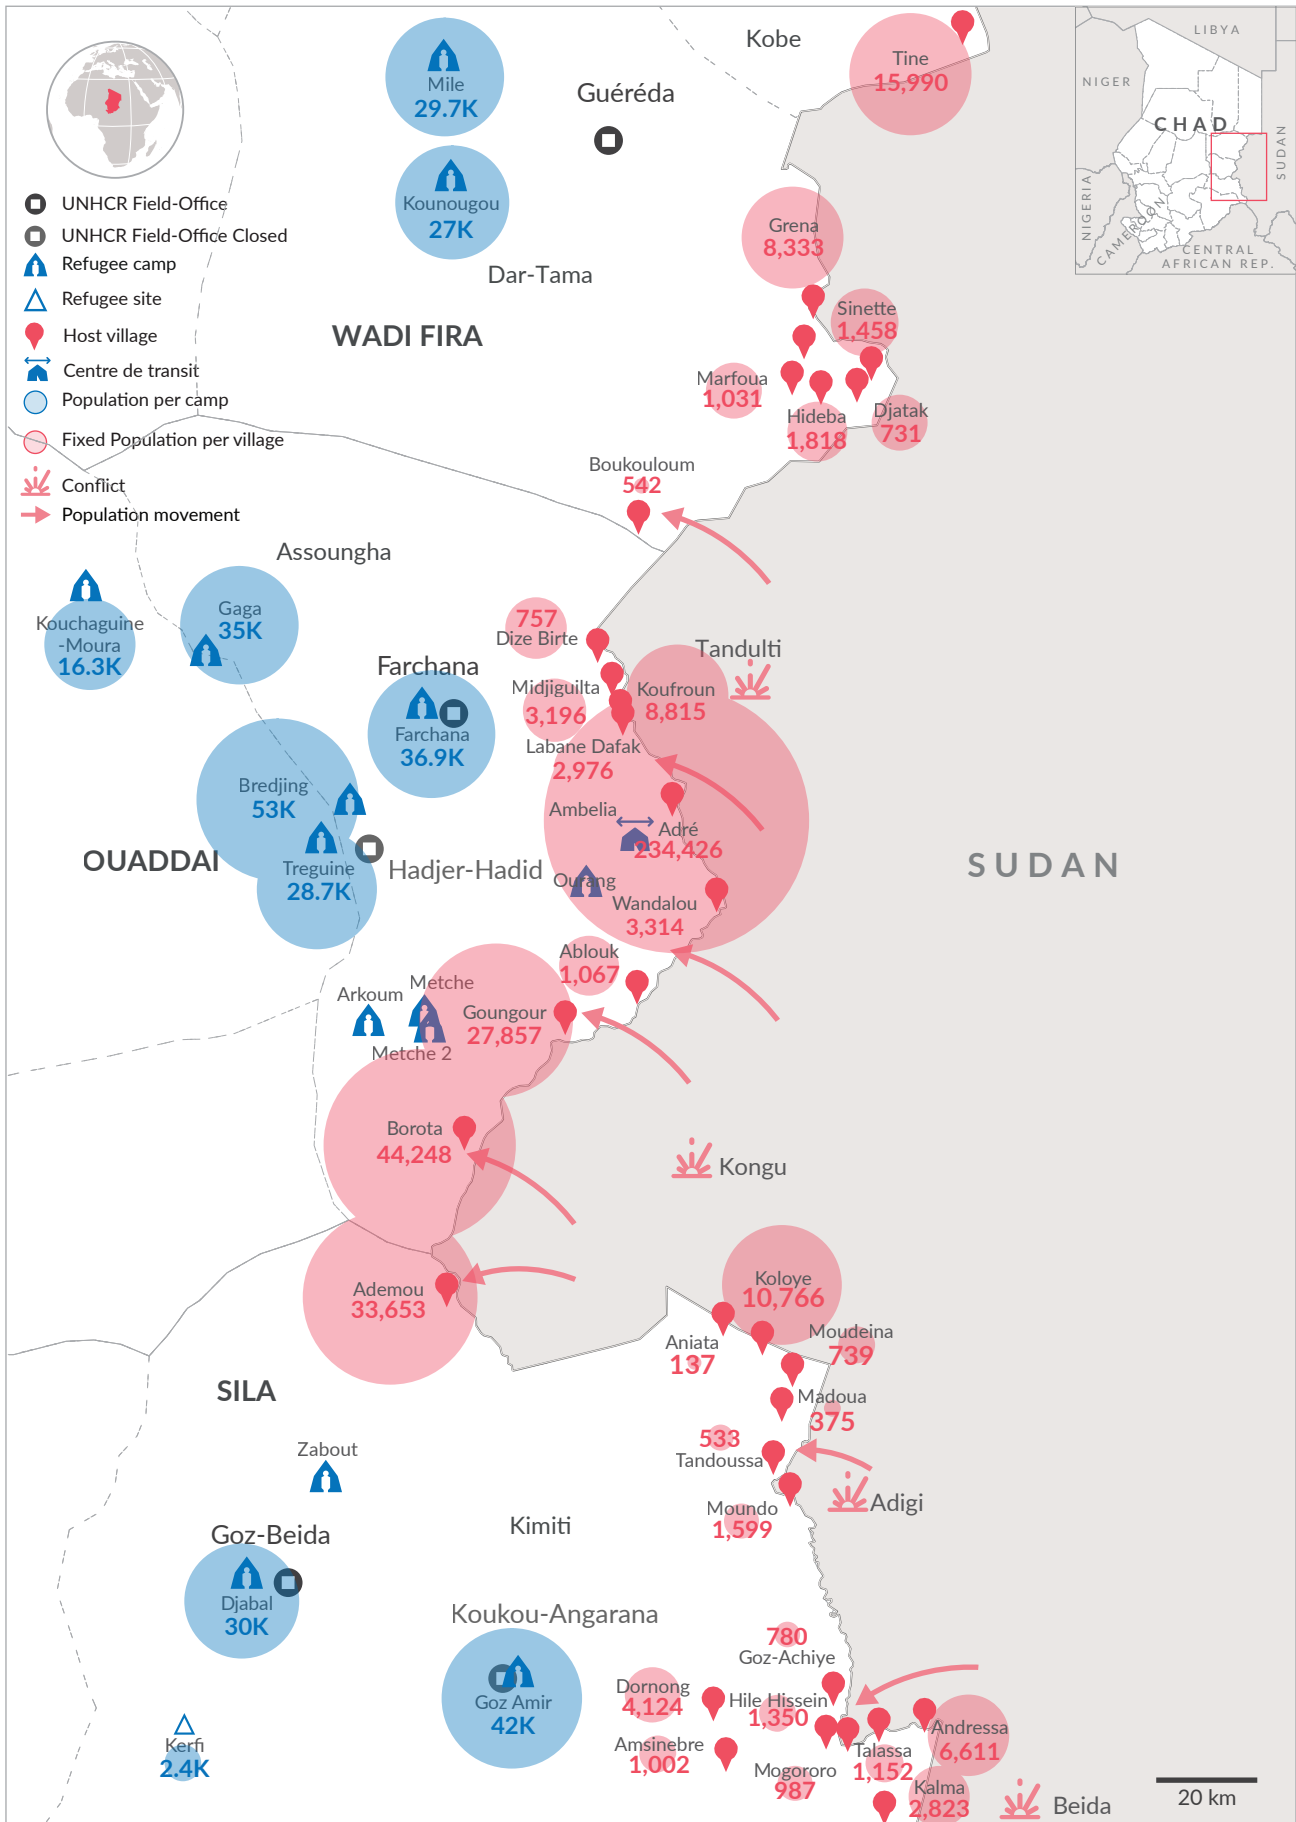 Kobe
Tine
15,990
LIBYA
NIGER
CHAD
SUDAN
NIGERIA
CAMEROON
CENTRAL
AFRICAN REP.
Mile
29.7K
Guéréda
Kounougou
27K
UNHCR Field-Office
UNHCR Field-Office Closed
Refugee camp
Refugee site
Host village
Centre de transit
Population per camp
Fixed Population per village
Conflict
Population movement
Grena
8,333
Dar-Tama
WADI FIRA
Sinette
1,458
Marfoua
1,031
Hideba
1,818
Djatak
731
Boukouloum
542
Assoungha
Kouchaguine
-Moura
16.3K
Gaga
35K
757
Dize Birte
Tandulti
Farchana
Farchana
36.9K
Midjiguilta
3,196
Koufroun
8,815
Labane Dafak
2,976
Bredjing
53K
Ambelia
Adré
234,426
OUADDAI
Treguine
28.7K
Hadjer-Hadid
Ourang
Wandalou
3,314
SUDAN
Ablouk
1,067
Arkoum
Metche
Metche 2
Goungour
27,857
Borota
44,248
Kongu
Ademou
33,653
Koloye
10,766
Aniata
137
Moudeina
739
SILA
Madoua
375
533
Tandoussa
Zabout
Adigi
Moundo
1,599
Kimiti
Goz-Beida
Djabal
30K
Koukou-Angarana
Goz Amir
42K
780
Goz-Achiye
Dornong
4,124
Hile Hissein
1,350
Andressa
6,611
Kerfi
2.4K
Amsinebre
1,002
Mogororo
987
Talassa
1,152
Kalma
2,823
Beida
20 km